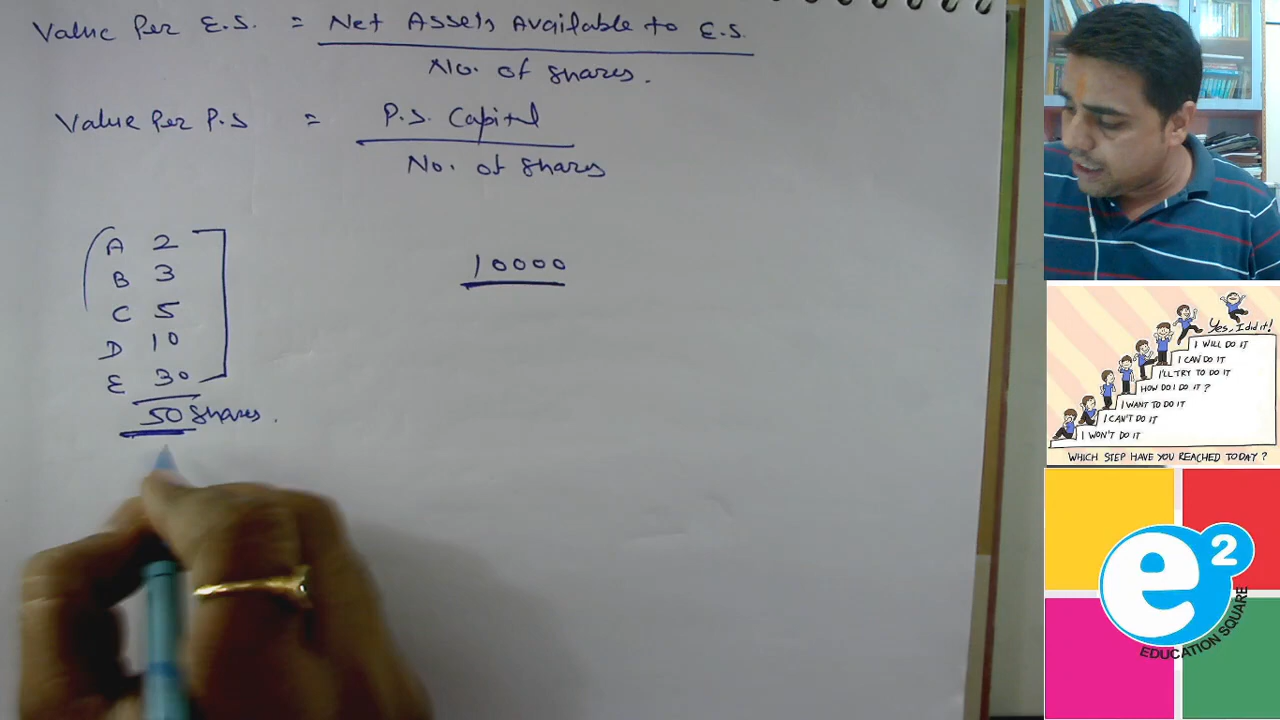 Value Per E.S. = Net Assets Available to E.S.
No. of shares.
Value Per P.S = P.S. Capital
No. of shares
A 2
B 3
C 5
D 10
E 30
50 shares.
10000
Yes, I did it!
I WILL DO IT
I CAN DO IT
I'LL TRY TO DO IT
HOW DO I DO IT?
I WANT TO DO IT
I CAN'T DO IT
I WON'T DO IT
WHICH STEP HAVE YOU REACHED TODAY?
e2
EDUCATION SQUARE